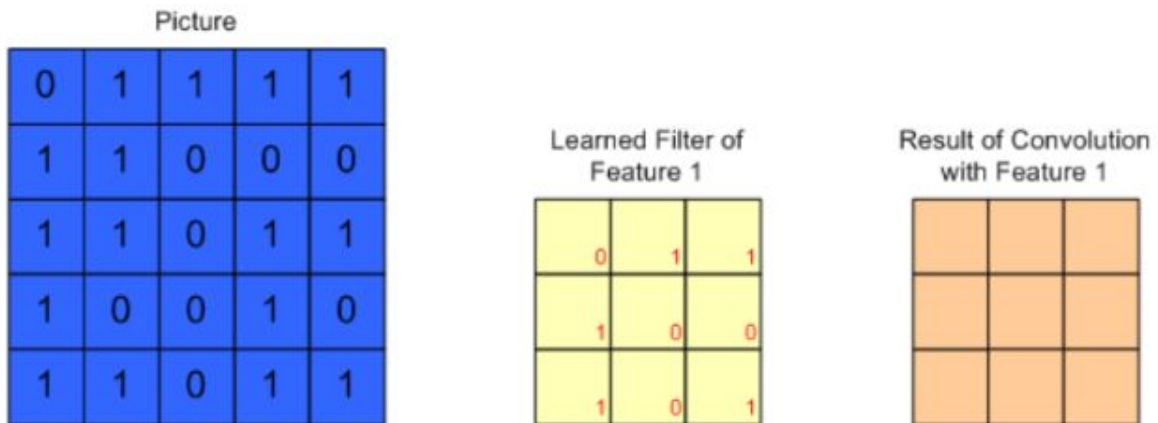 Picture
0 1 1 1 1
1 1 0 0 0
1 1 0 1 1
1 0 0 1 0
1 1 0 1 1
Learned Filter of
Feature 1
0 1 1
1 0 0
1 0 1
Result of Convolution
with Feature 1